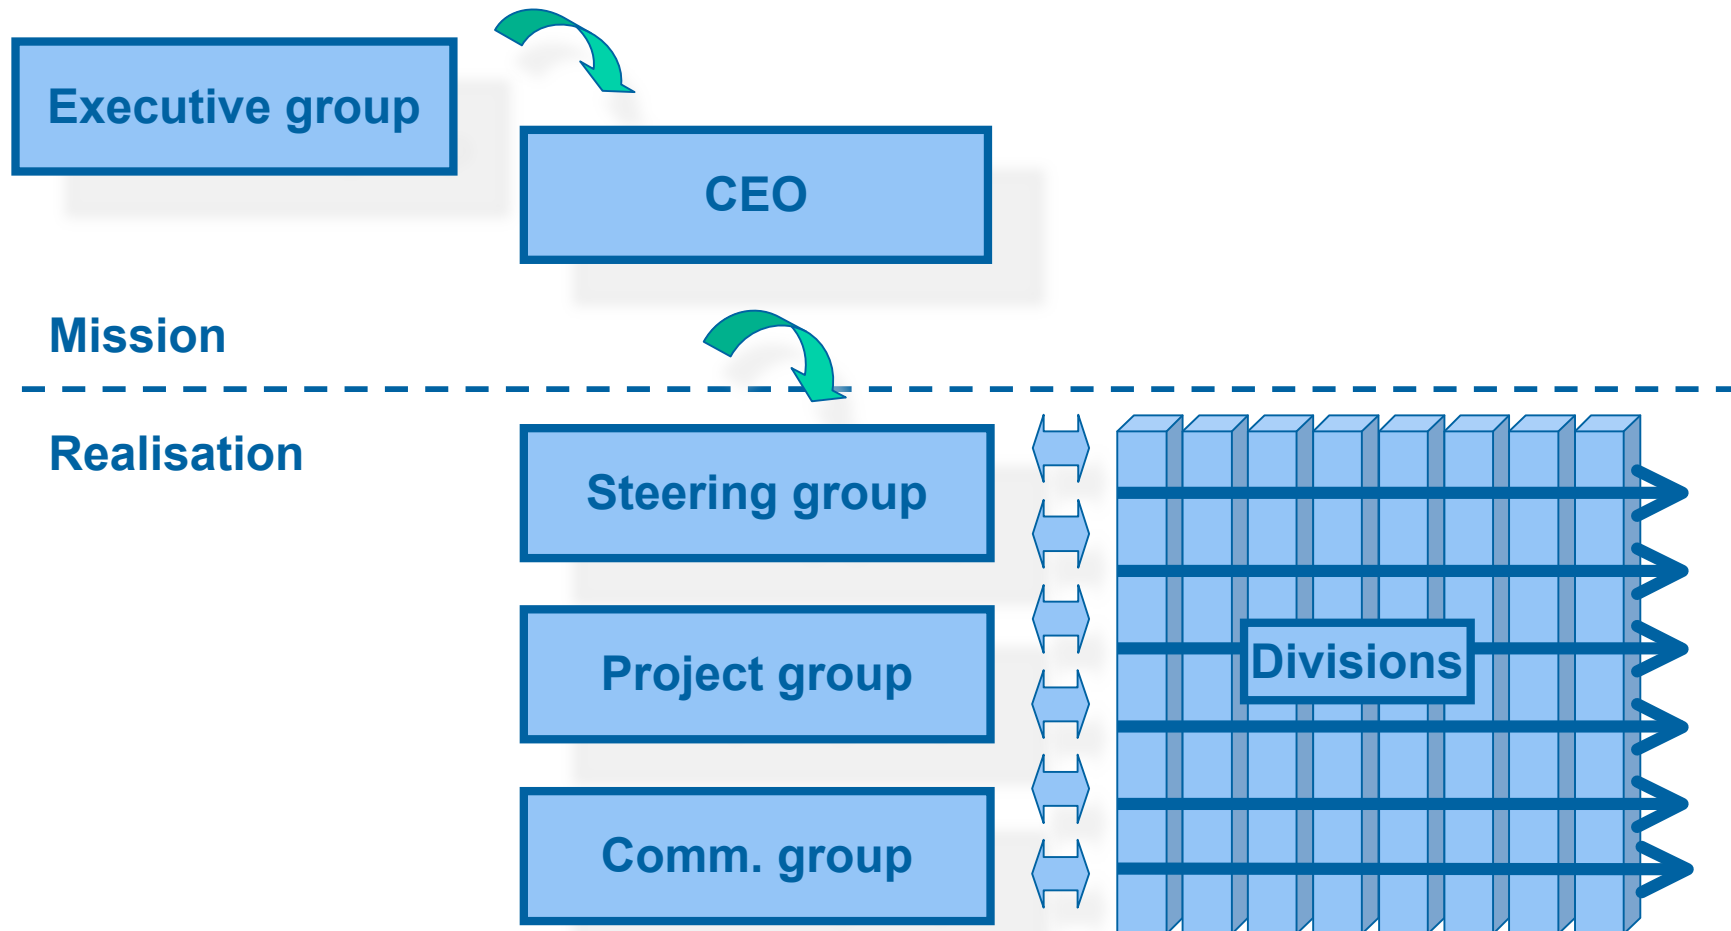 Executive group
CEO
Mission
Realisation
Steering group
Project group
Divisions
Comm. group